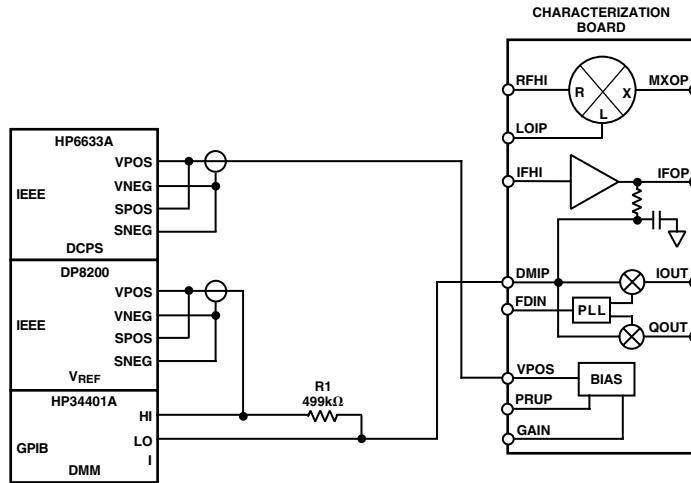 CHARACTERIZATION
BOARD
RFHI
R
X
L
MXOP
LOIP
IFHI
IFOP
HP6633A
VPOS
VNEG
IEEE
SPOS
SNEG
DCPS
DP8200
VPOS
VNEG
IEEE
SPOS
SNEG
VREF
HP34401A
HI
GPIB
LO
I
DMM
R1
499kΩ
DMIP
IOUT
FDIN
PLL
QOUT
VPOS
BIAS
PRUP
GAIN